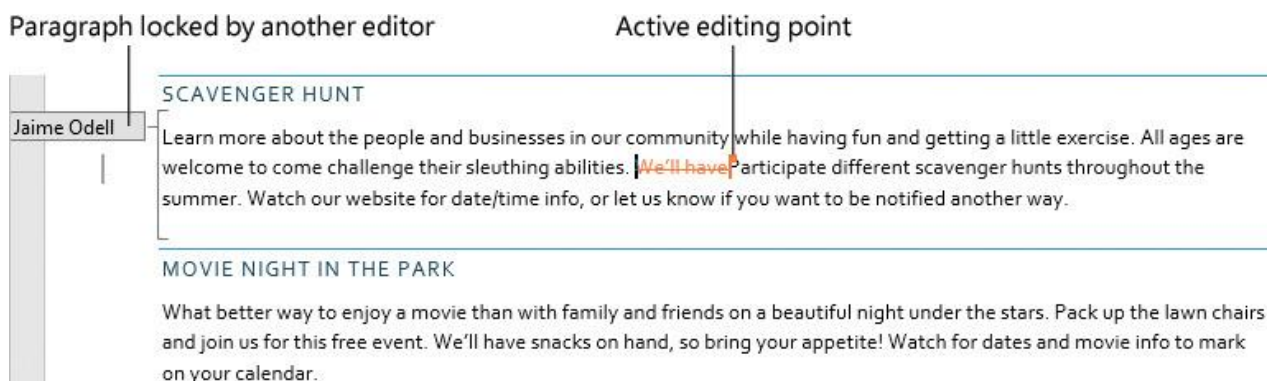 Paragraph locked by another editor
Active editing point
SCAVENGER HUNT
Jaime Odell
Learn more about the people and businesses in our community while having fun and getting a little exercise. All ages are
welcome to come challenge their sleuthing abilities. We'll have Participate different scavenger hunts throughout the
summer. Watch our website for date/time info, or let us know if you want to be notified another way.
MOVIE NIGHT IN THE PARK
What better way to enjoy a movie than with family and friends on a beautiful night under the stars. Pack up the lawn chairs
and join us for this free event. We'll have snacks on hand, so bring your appetite! Watch for dates and movie info to mark
on your calendar.